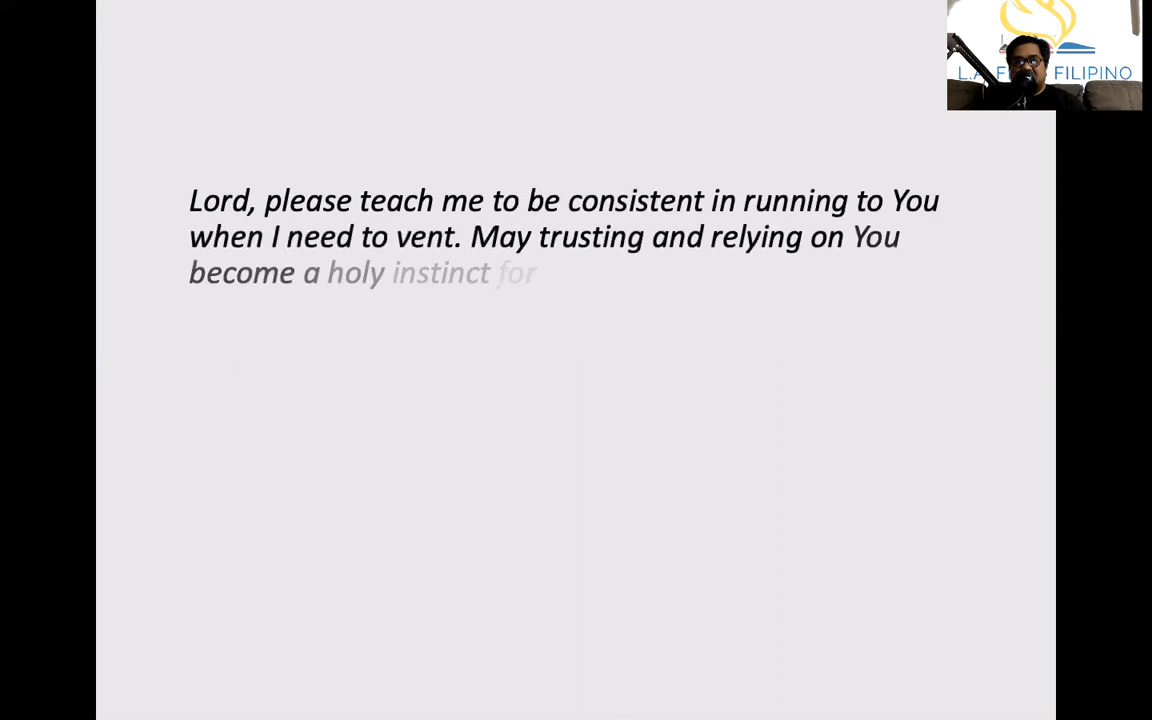 L.A. F FILIPINO
Lord, please teach me to be consistent in running to You
when I need to vent. May trusting and relying on You
become a holy instinct for